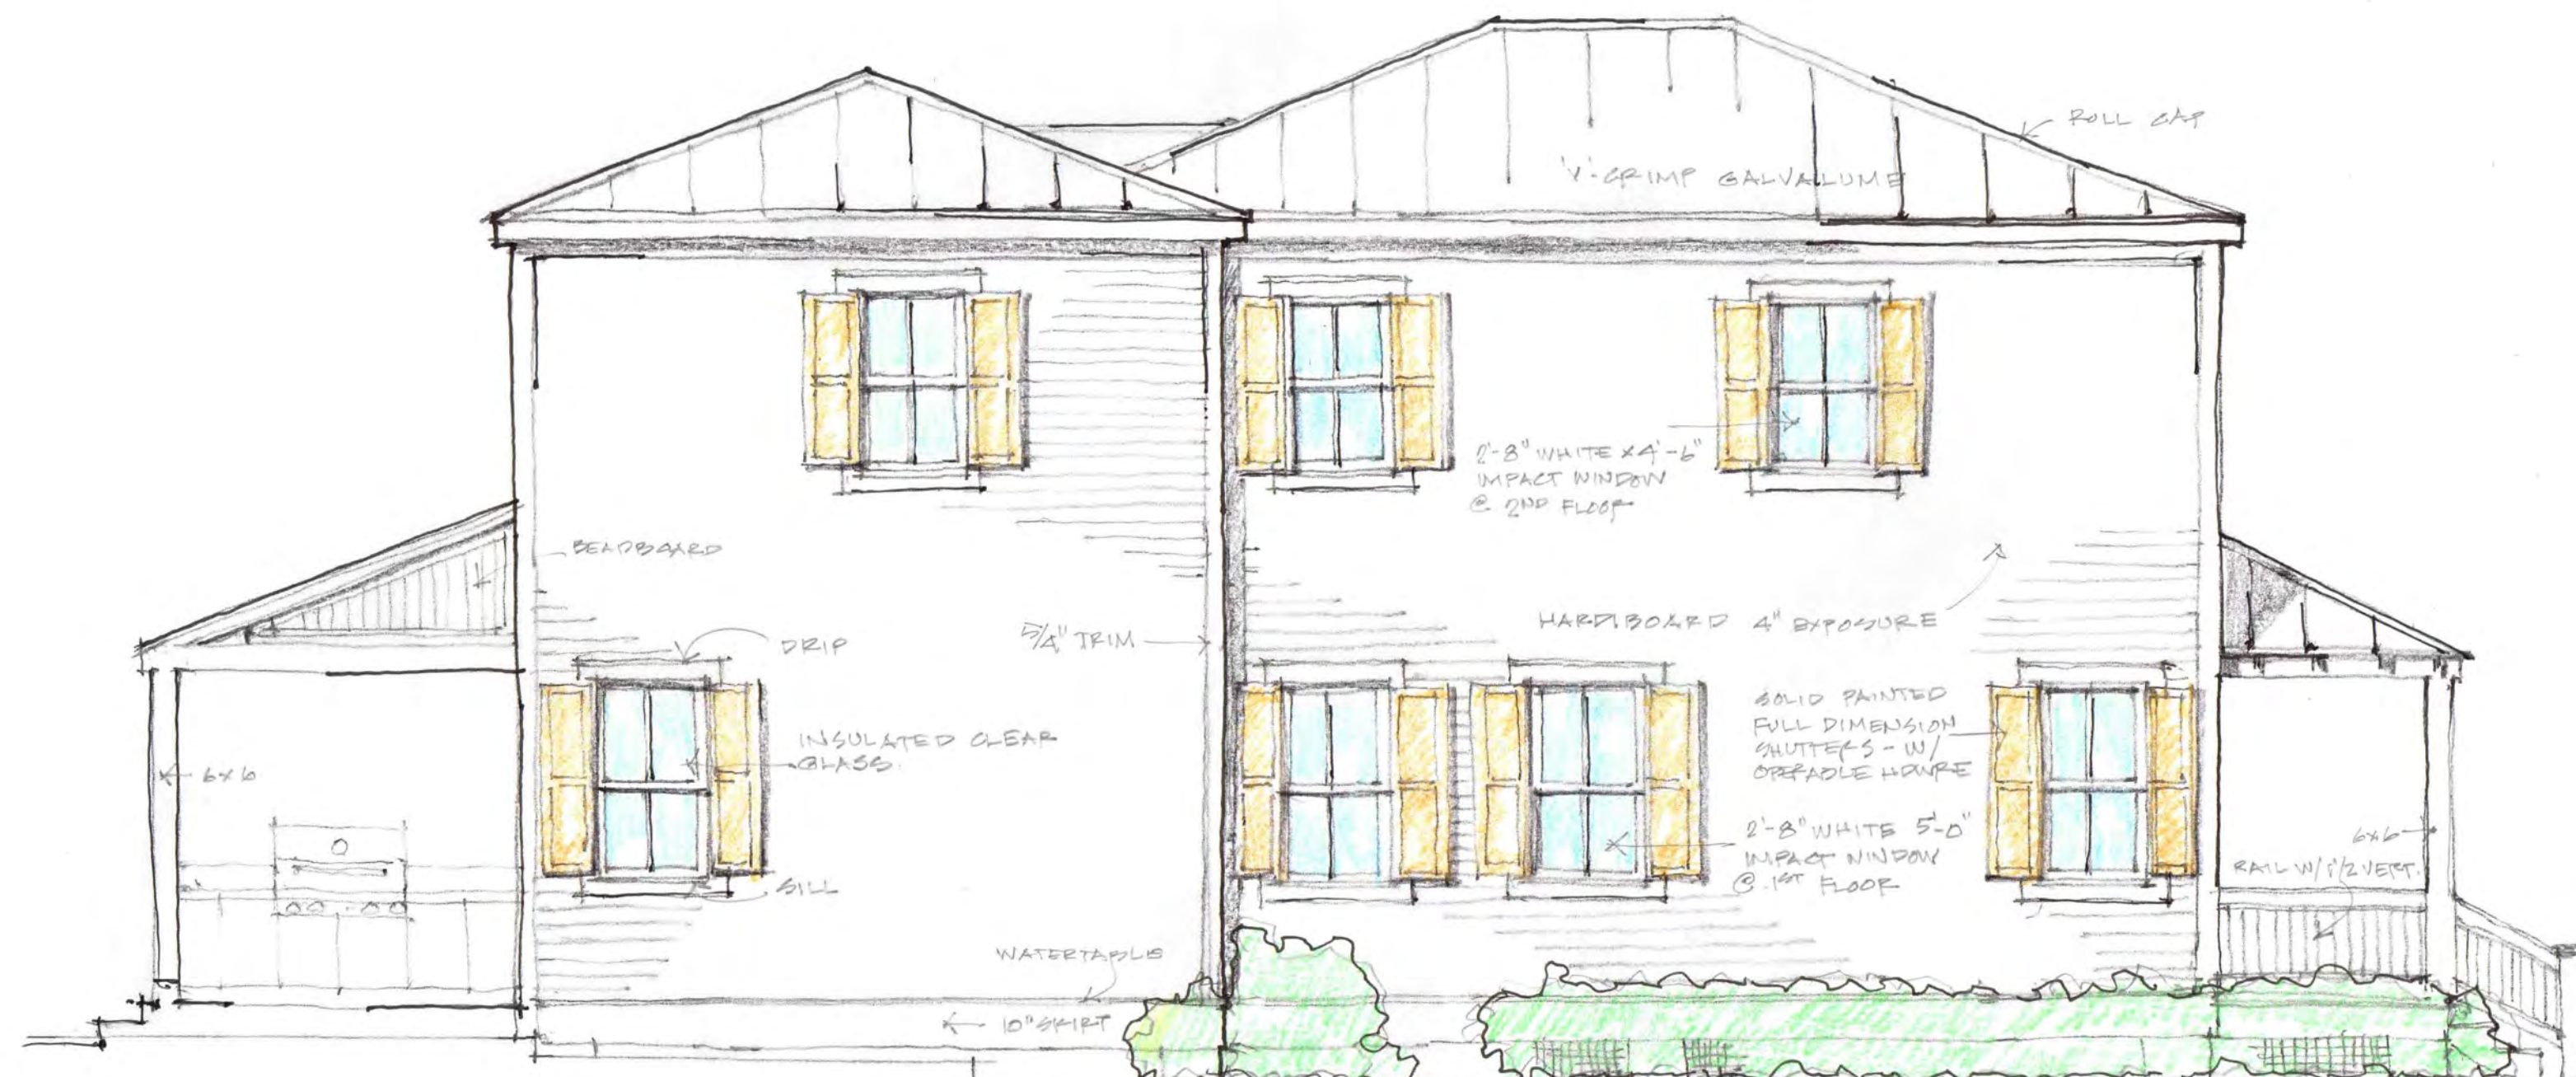 ROLL CAP
'V'-CRIMP GALVALUME
2'-8" WHITE X 4'-6"
IMPACT WINDOW
@ 2ND FLOOR
BEADBOARD
HARDIBOARD 4" EXPOSURE
DRIP
5/4" TRIM
INSULATED CLEAR
GLASS.
SOLID PAINTED
FULL DIMENSION
SHUTTERS - W/
OPERABLE HDWRE
6x6
2'-8" WHITE 5'-0"
IMPACT WINDOW
@ 1ST FLOOR
6x6
RAIL W/ 1/2 VERT.
SILL
WATERTABLE
10" SKIRT